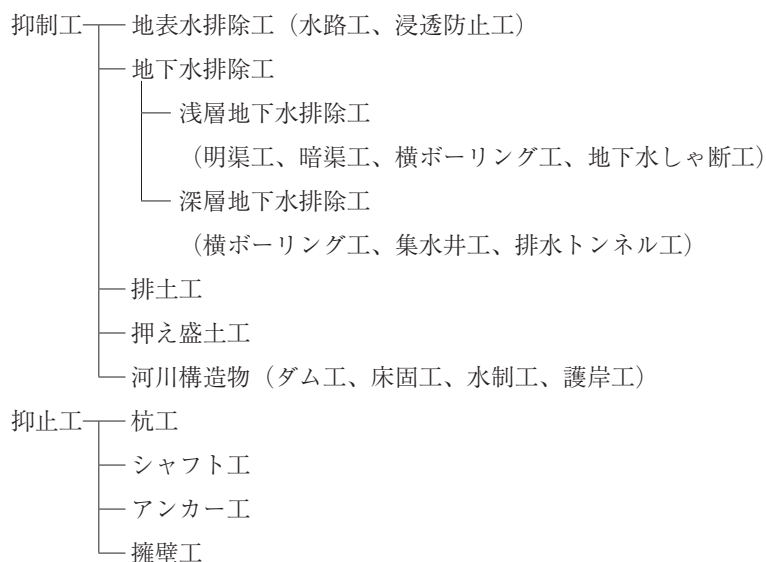 抑制工 地表水排除工（水路工、浸透防止工）
地下水排除工
浅層地下水排除工
（明渠工、暗渠工、横ボーリング工、地下水しゃ断工）
深層地下水排除工
（横ボーリング工、集水井工、排水トンネル工）
排土工
押え盛土工
河川構造物（ダム工、床固工、水制工、護岸工）
抑止工 杭工
シャフト工
アンカー工
擁壁工